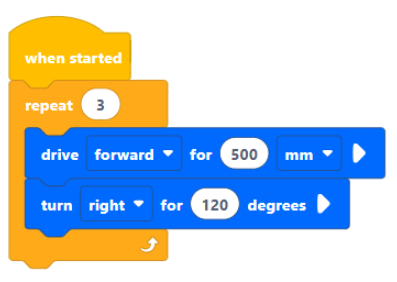 when started
repeat 3
drive forward for 500 mm
turn right for 120 degrees